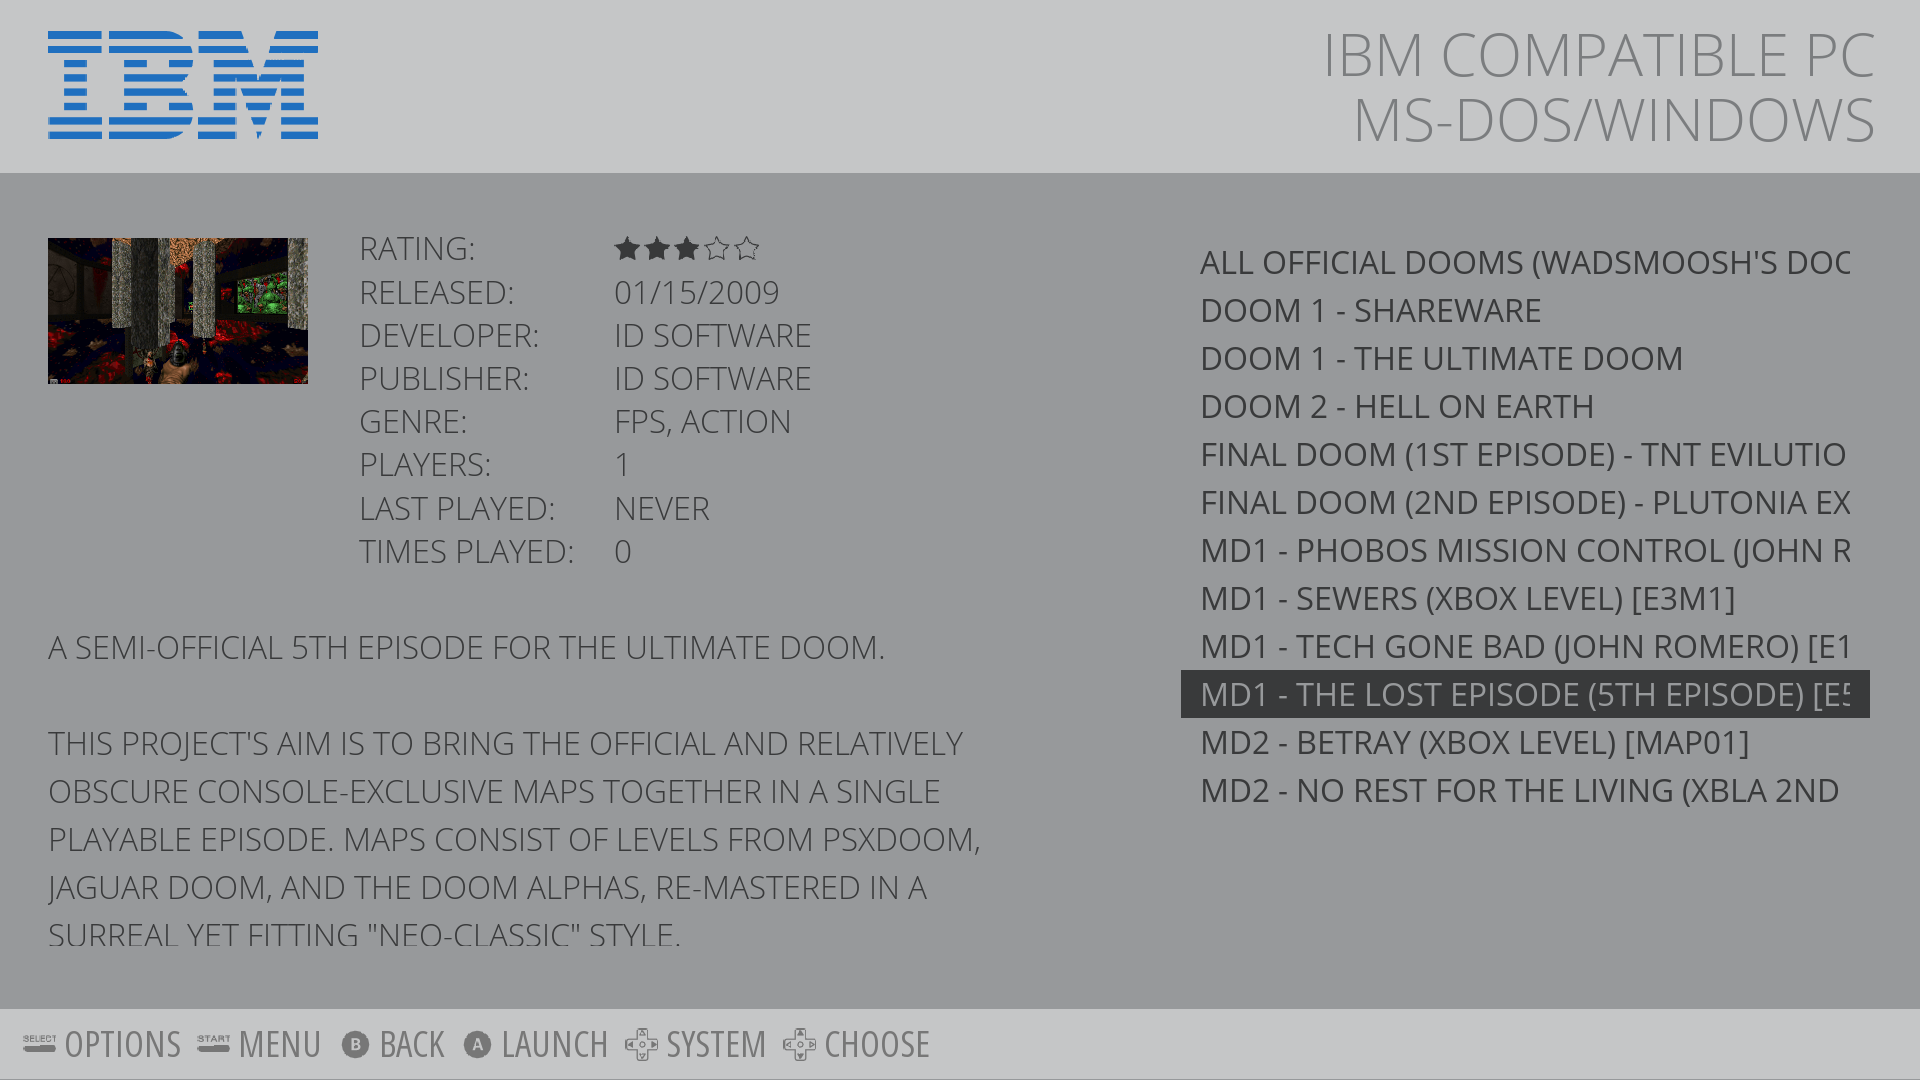 IBM
IBM COMPATIBLE PC
MS-DOS/WINDOWS
RATING:
RELEASED: 01/15/2009
DEVELOPER: ID SOFTWARE
PUBLISHER: ID SOFTWARE
GENRE: FPS, ACTION
PLAYERS: 1
LAST PLAYED: NEVER
TIMES PLAYED: 0
A SEMI-OFFICIAL 5TH EPISODE FOR THE ULTIMATE DOOM.
THIS PROJECT'S AIM IS TO BRING THE OFFICIAL AND RELATIVELY
OBSCURE CONSOLE-EXCLUSIVE MAPS TOGETHER IN A SINGLE
PLAYABLE EPISODE. MAPS CONSIST OF LEVELS FROM PSXDOOM,
JAGUAR DOOM, AND THE DOOM ALPHAS, RE-MASTERED IN A
SURREAL YET FITTING "NEO-CLASSIC" STYLE.
ALL OFFICIAL DOOMS (WADSMOOSH'S DOC
DOOM 1 - SHAREWARE
DOOM 1 - THE ULTIMATE DOOM
DOOM 2 - HELL ON EARTH
FINAL DOOM (1ST EPISODE) - TNT EVILUTIO
FINAL DOOM (2ND EPISODE) - PLUTONIA EX
MD1 - PHOBOS MISSION CONTROL (JOHN R
MD1 - SEWERS (XBOX LEVEL) [E3M1]
MD1 - TECH GONE BAD (JOHN ROMERO) [E1
MD1 - THE LOST EPISODE (5TH EPISODE) [E5
MD2 - BETRAY (XBOX LEVEL) [MAP01]
MD2 - NO REST FOR THE LIVING (XBLA 2ND
SELECT OPTIONS START MENU B BACK A LAUNCH SYSTEM CHOOSE